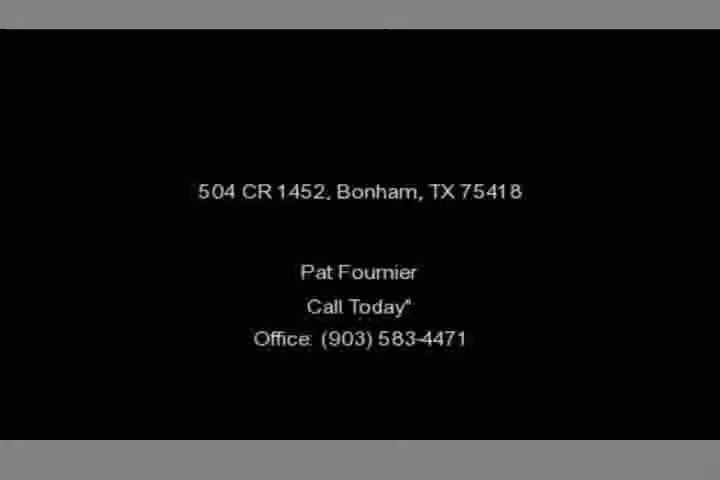 504 CR 1452, Bonham, TX 75418
Pat Fournier
Call Today"
Office: (903) 583-4471